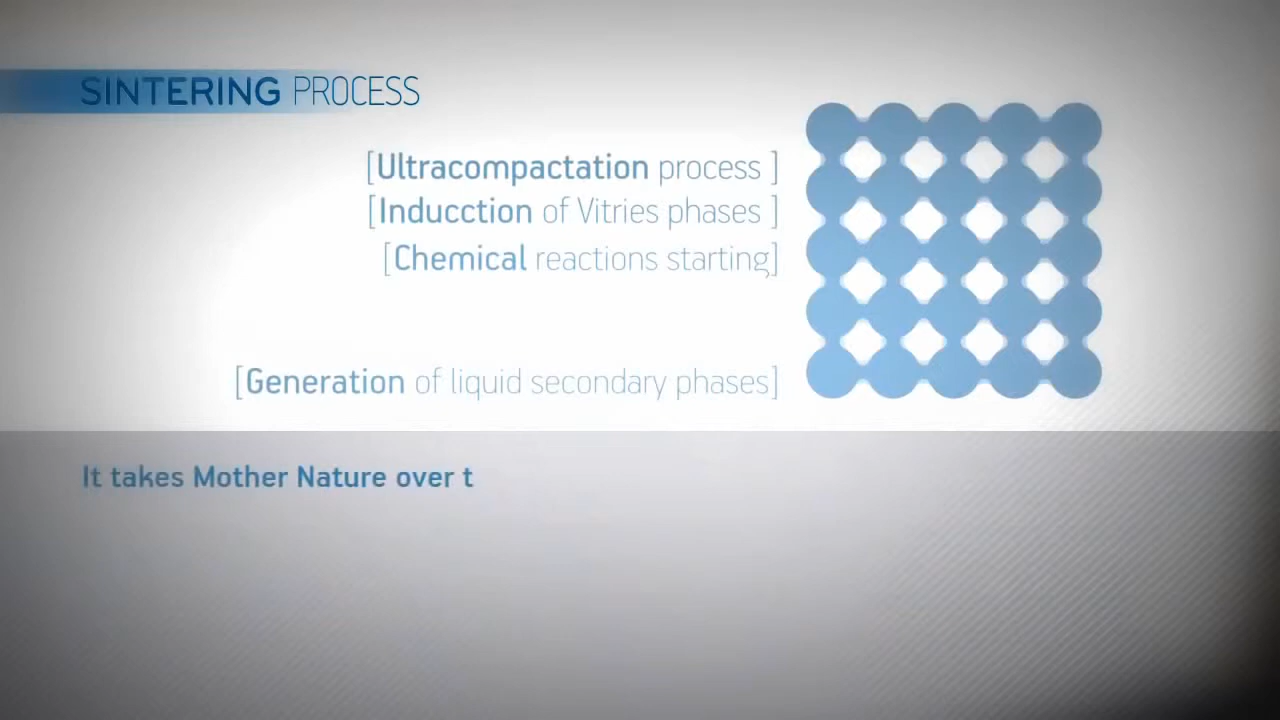 SINTERING PROCESS
[Ultracompactation process ]
[Inducction of Vitries phases ]
[Chemical reactions starting]
[Generation of liquid secondary phases]
It takes Mother Nature over t